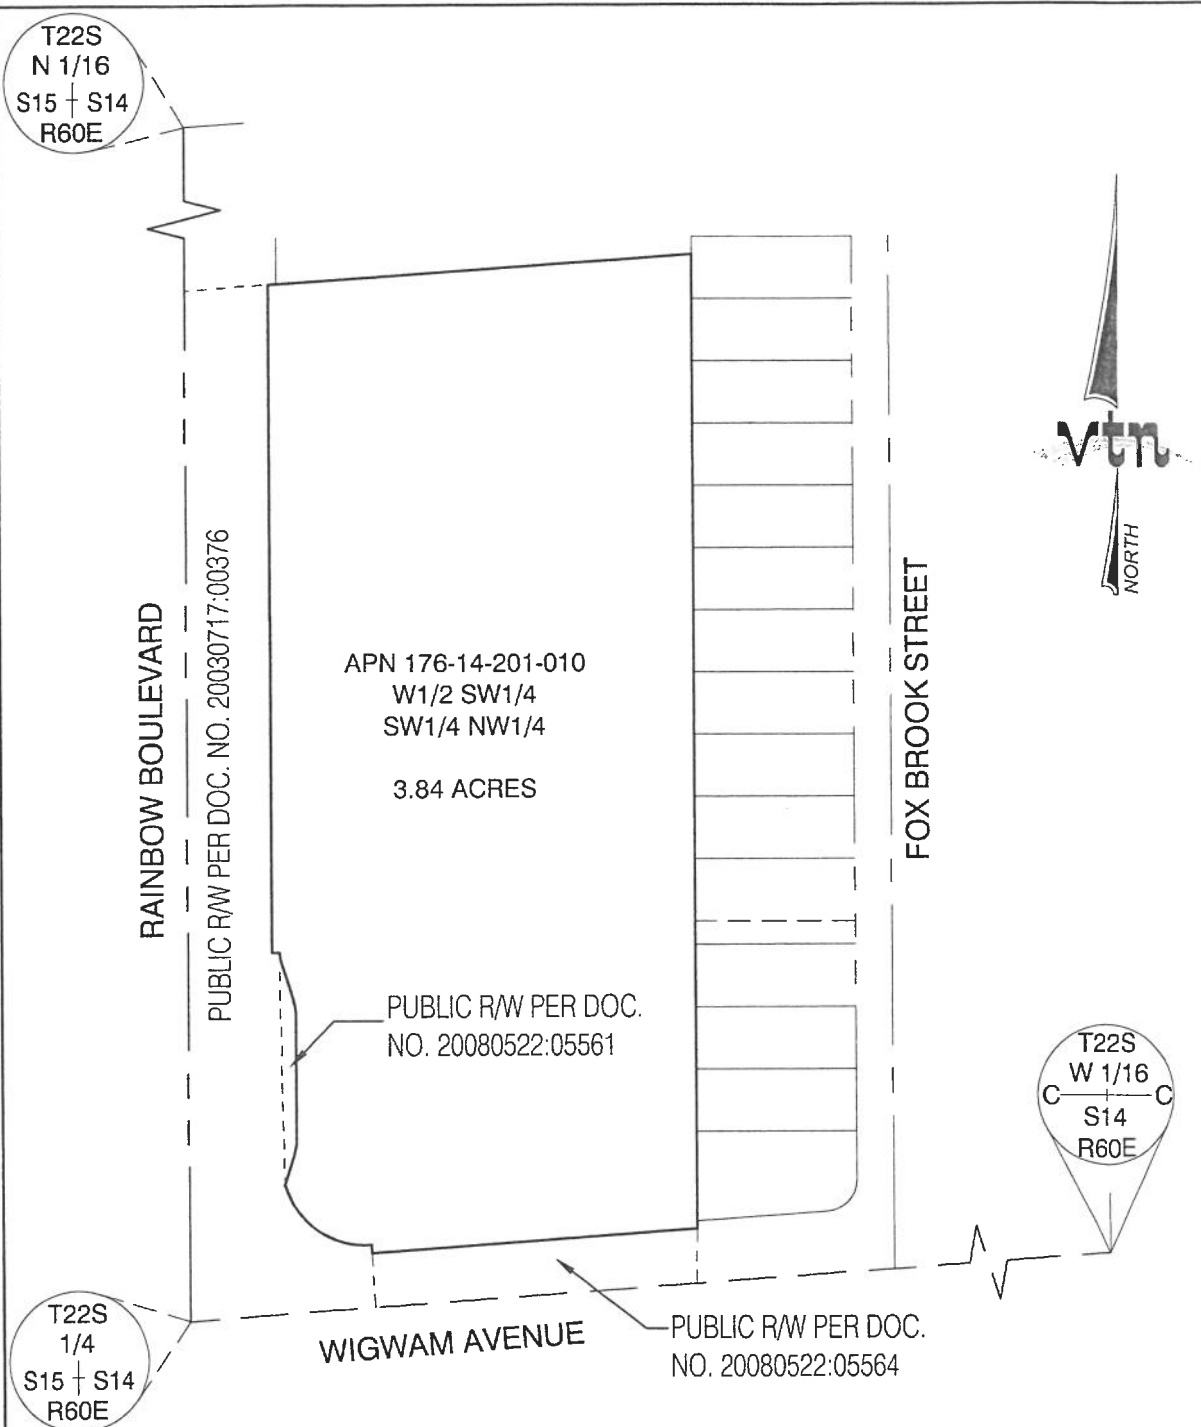 T22S
N 1/16
S15 S14
R60E
vtn
NORTH
RAINBOW BOULEVARD
PUBLIC R/W PER DOC. NO. 20030717:00376
APN 176-14-201-010
W1/2 SW1/4
SW1/4 NW1/4
3.84 ACRES
FOX BROOK STREET
PUBLIC R/W PER DOC.
NO. 20080522:05561
T22S
W 1/16
C C
S14
R60E
WIGWAM AVENUE
PUBLIC R/W PER DOC.
NO. 20080522:05564
T22S
1/4
S15 S14
R60E